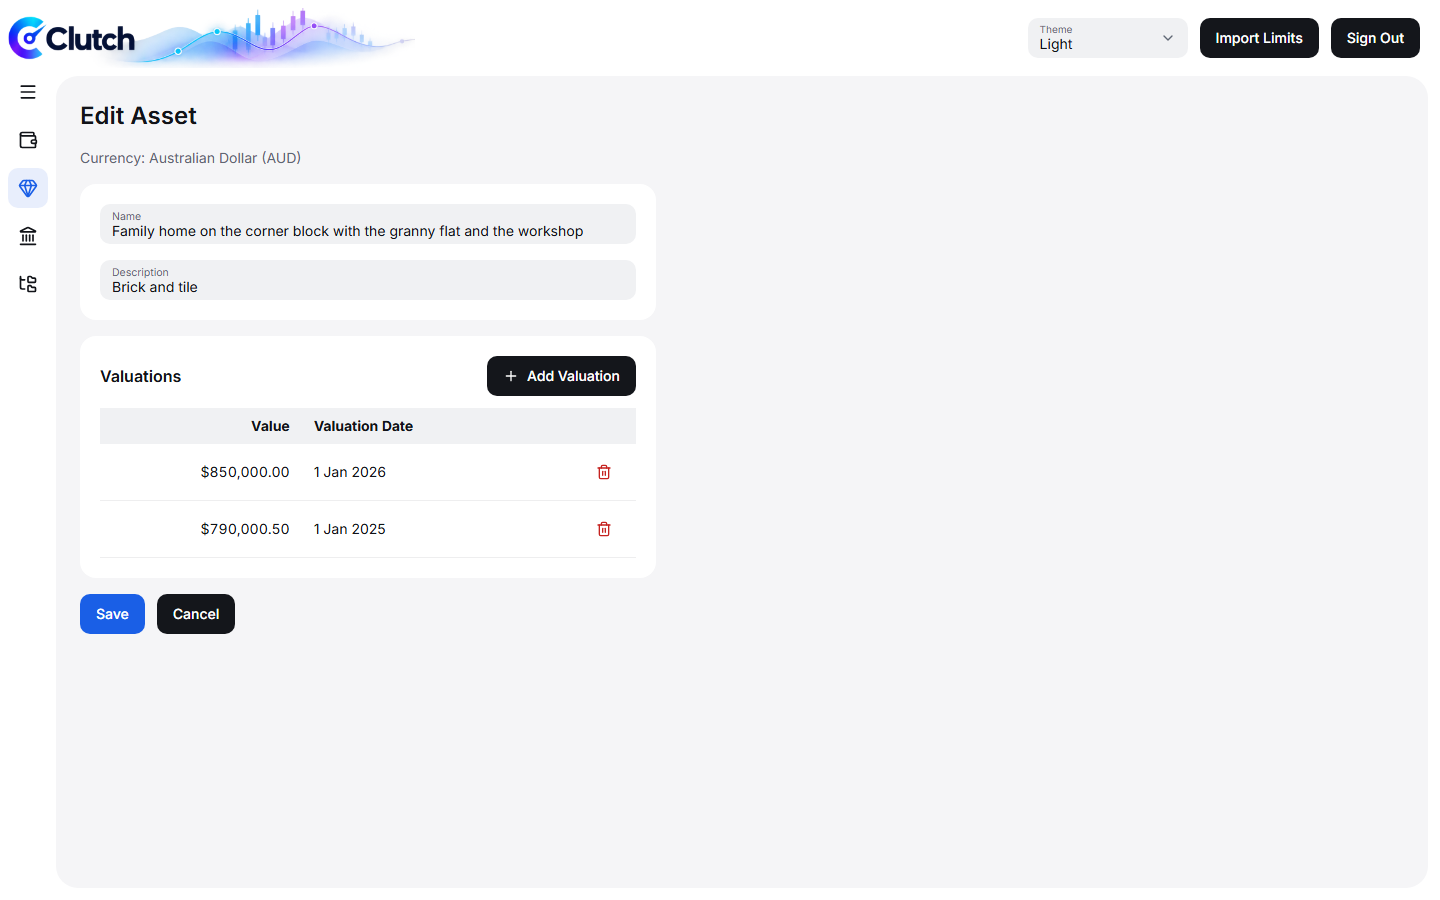 Clutch
Theme
Light
Import Limits
Sign Out
Edit Asset
Currency: Australian Dollar (AUD)
Name
Family home on the corner block with the granny flat and the workshop
Description
Brick and tile
Valuations
+ Add Valuation
Value Valuation Date
$850,000.00 1 Jan 2026
$790,000.50 1 Jan 2025
Save
Cancel